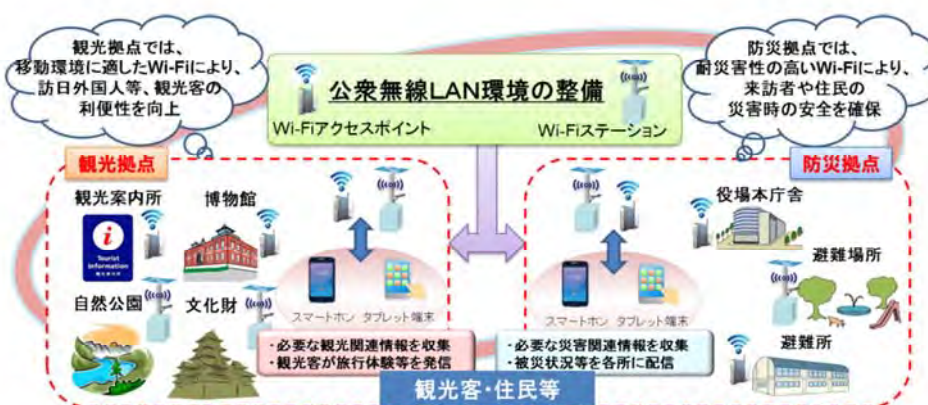 観光拠点では、
移動環境に適したWi-Fiにより、
訪日外国人等、観光客の
利便性を向上
公衆無線LAN環境の整備
Wi-Fiアクセスポイント
Wi-Fiステーション
防災拠点では、
耐災害性の高いWi-Fiにより、
来訪者や住民の
災害時の安全を確保
観光拠点
観光案内所
博物館
i
Tourist
information
観光案内所
自然公園
文化財
スマートホン タブレット端末
・必要な観光関連情報を収集
・観光客が旅行体験等を発信
防災拠点
役場本庁舎
避難場所
避難所
スマートホン タブレット端末
・必要な災害関連情報を収集
・被災状況等を各所に配信
観光客・住民等